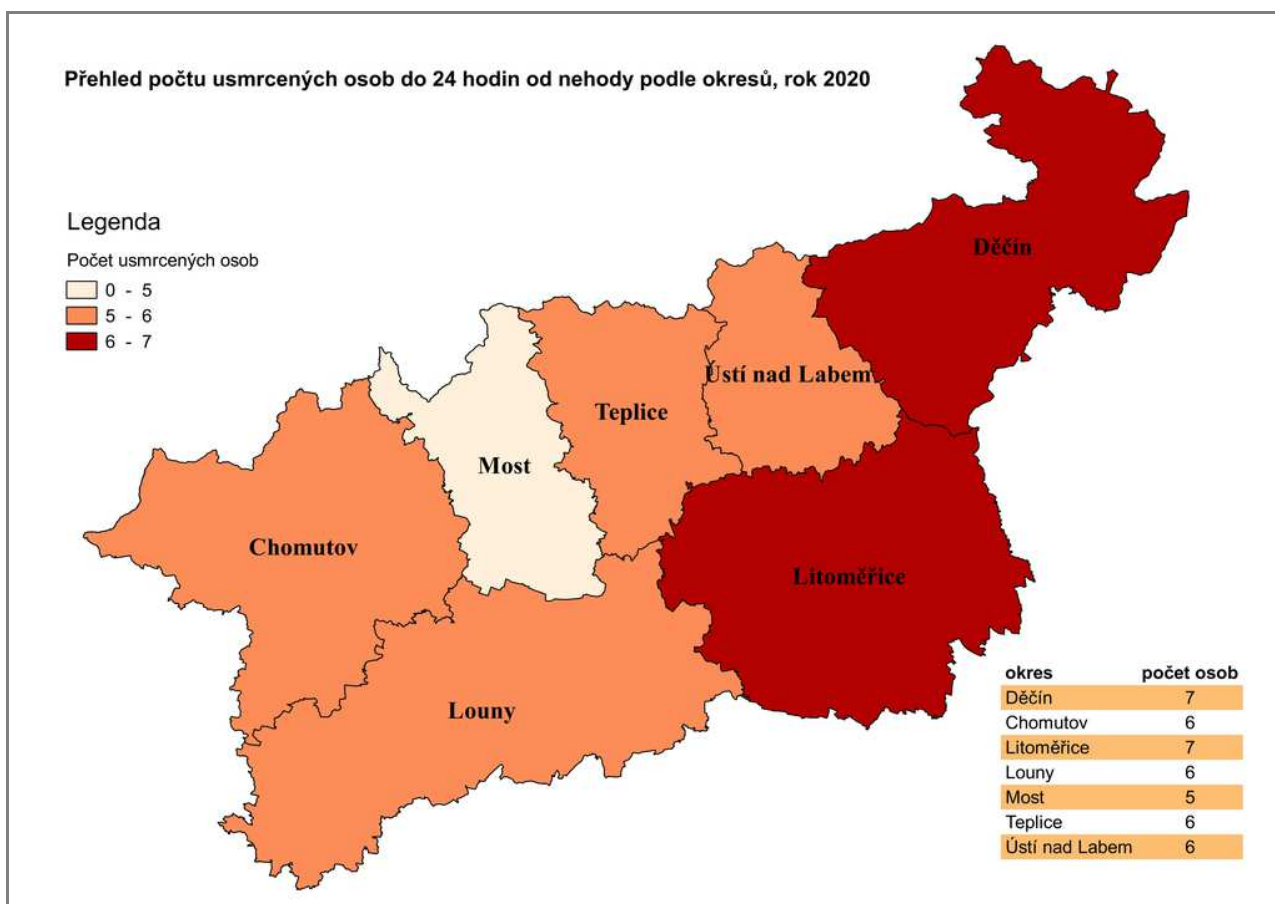 Přehled počtu usmrcených osob do 24 hodin od nehody podle okresů, rok 2020
Legenda
Počet usmrcených osob
0 - 5
5 - 6
6 - 7
Děčín
Ústí nad Labem
Teplice
Most
Chomutov
Litoměřice
Louny
okres počet osob
Děčín 7
Chomutov 6
Litoměřice 7
Louny 6
Most 5
Teplice 6
Ústí nad Labem 6